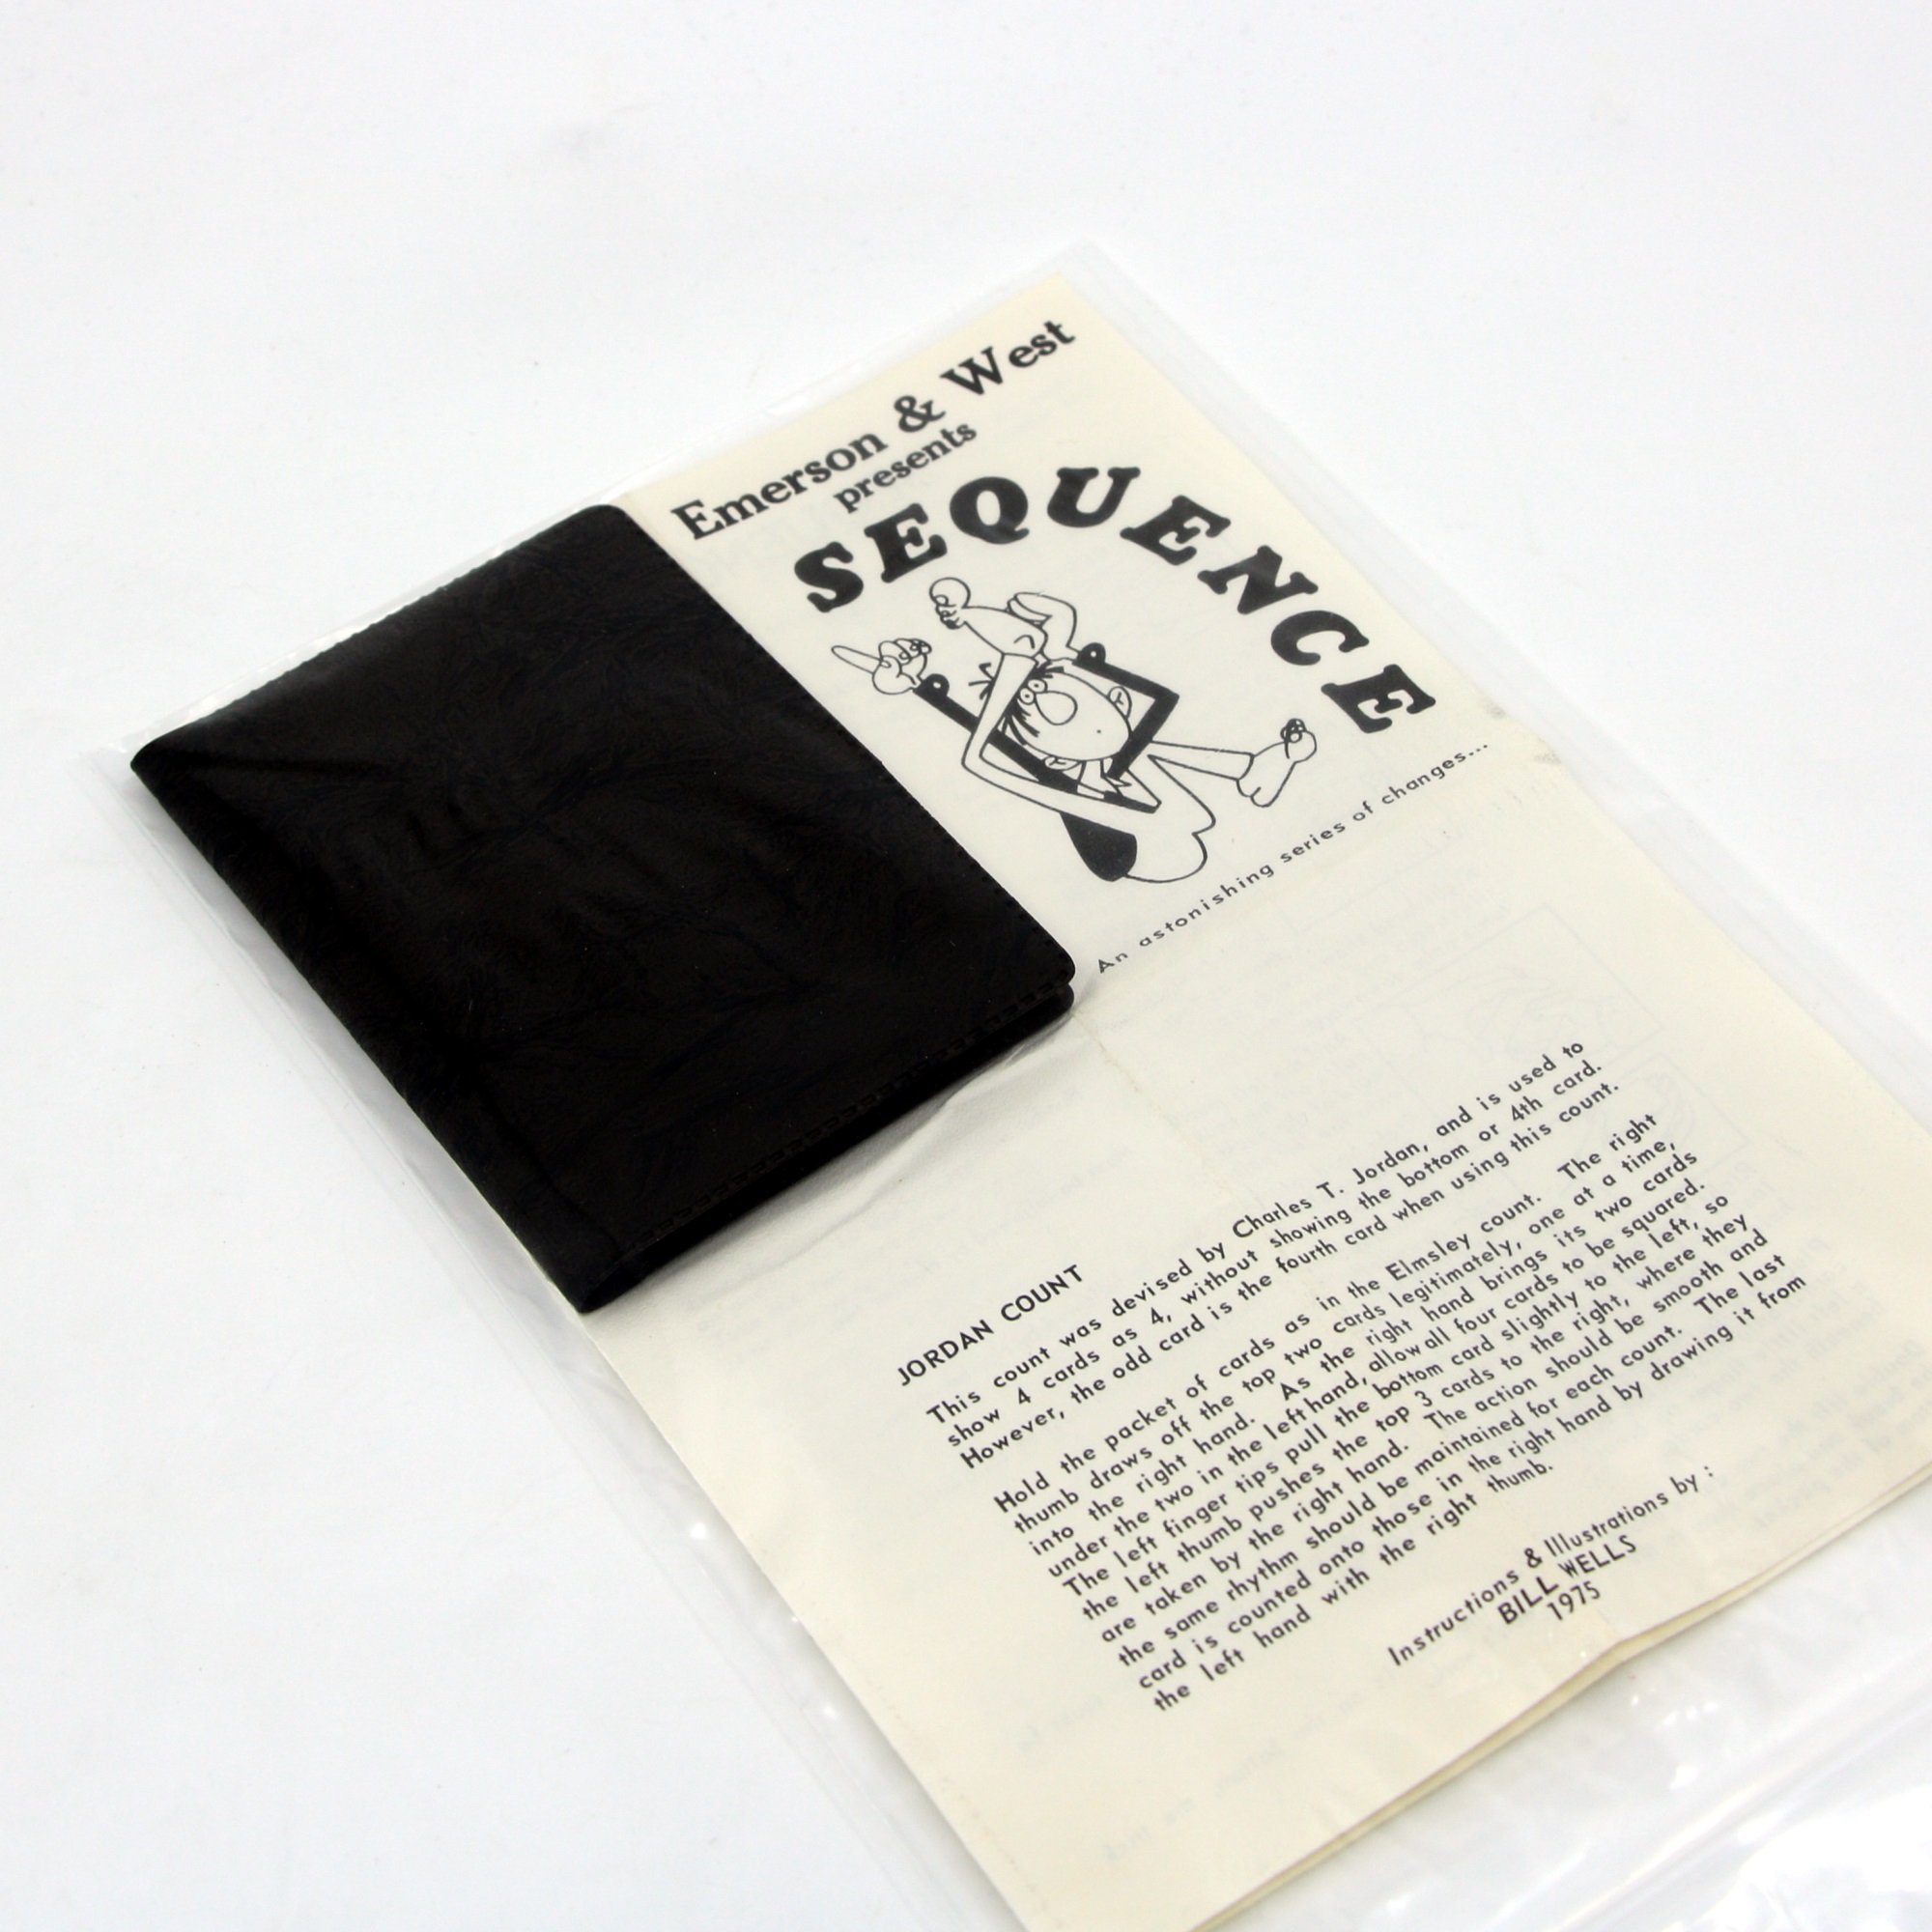 Emerson & West
presents
SEQUENCE
An astonishing series of changes...
JORDAN COUNT
This count was devised by Charles T. Jordan, and is used to
show 4 cards as 4, without showing the bottom or 4th card.
However, the odd card is the fourth card when using this count.
Hold the packet of cards as in the Elmsley count. The right
thumb draws off the top two cards legitimately, one at a time,
into the right hand. As the right hand brings its two cards
under the two in the left hand, allow all four cards to be squared.
The left finger tips pull the bottom card slightly to the left, so
the left thumb pushes the top 3 cards to the right, where they
are taken by the right hand. The action should be smooth and
the same rhythm should be maintained for each count. The last
card is counted onto those in the right hand by drawing it from
the left hand with the right thumb.
Instructions & Illustrations by :
BILL WELLS
1975